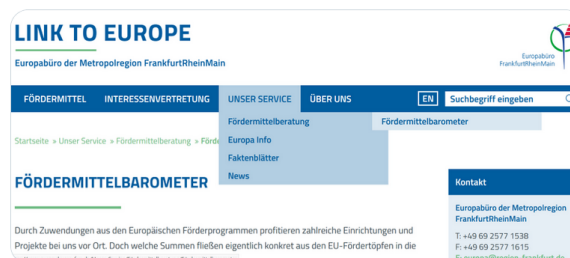 LINK TO EUROPE
Europabüro der Metropolregion FrankfurtRheinMain
Europabüro
FrankfurtRheinMain
FÖRDERMITTEL INTERESSENVERTRETUNG UNSER SERVICE ÜBER UNS EN Suchbegriff eingeben
Fördermittelberatung Fördermittelbarometer
Startseite » Unser Service » Fördermittelberatung » Förde
Europa Info
Faktenblätter
News
FÖRDERMITTELBAROMETER
Kontakt
Europabüro der Metropolregion
FrankfurtRheinMain
Durch Zuwendungen aus den Europäischen Förderprogrammen profitieren zahlreiche Einrichtungen und
T: +49 69 2577 1538
Projekte bei uns vor Ort. Doch welche Summen fließen eigentlich konkret aus den EU-Fördertöpfen in die
F: +49 69 2577 1615